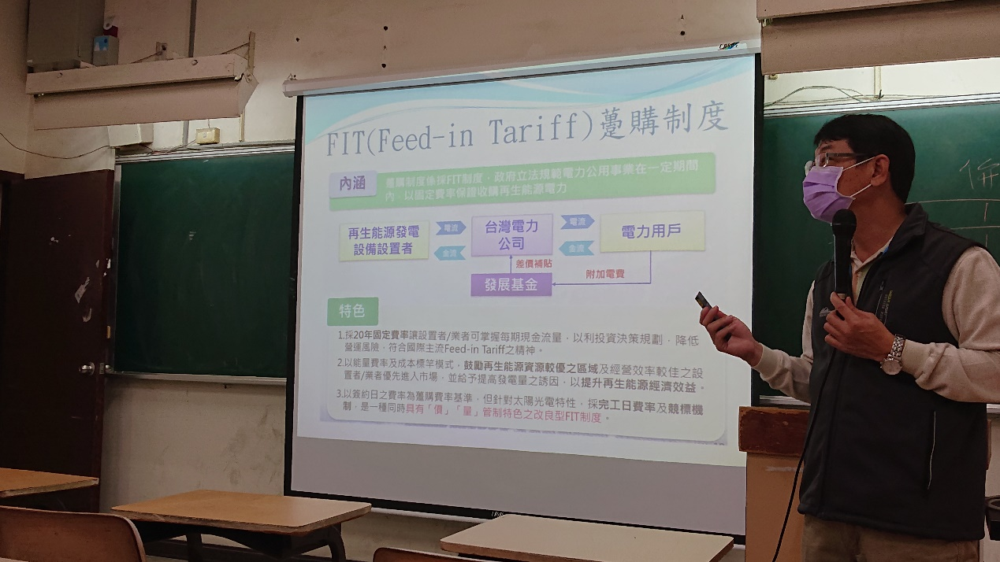 FIT(Feed-in Tariff)躉購制度
內涵
躉購制度係採FIT制度，政府立法規範電力公用事業在一定期間
內，以固定費率保證收購再生能源電力
再生能源發電
設備設置者
電流
金流
台灣電力
公司
電流
金流
電力用戶
差價補貼
附加電費
發展基金
特色
1.採20年固定費率讓設置者/業者可掌握每期現金流量，以利投資決策規劃，降低
營運風險，符合國際主流Feed-in Tariff之精神。
2.以能量費率及成本標竿模式，鼓勵再生能源資源較優之區域及經營效率較佳之設
置者/業者優先進入市場，並給予提高發電量之誘因，以提升再生能源經濟效益。
3.以簽約日之費率為躉購費率基準，但針對太陽光電特性，採完工日費率及競標機
制，是一種同時具有「價」「量」管制特色之改良型FIT制度。